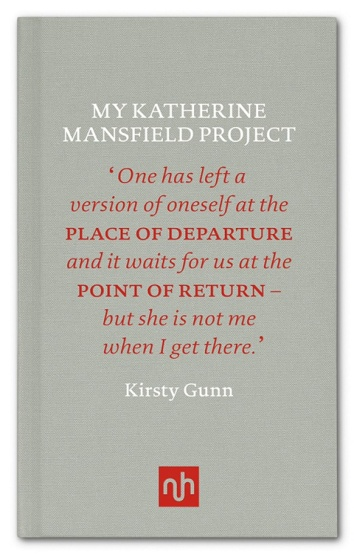 MY KATHERINE
MANSFIELD PROJECT
‘One has left a
version of oneself at the
PLACE OF DEPARTURE
and it waits for us at the
POINT OF RETURN –
but she is not me
when I get there.’
Kirsty Gunn
nh